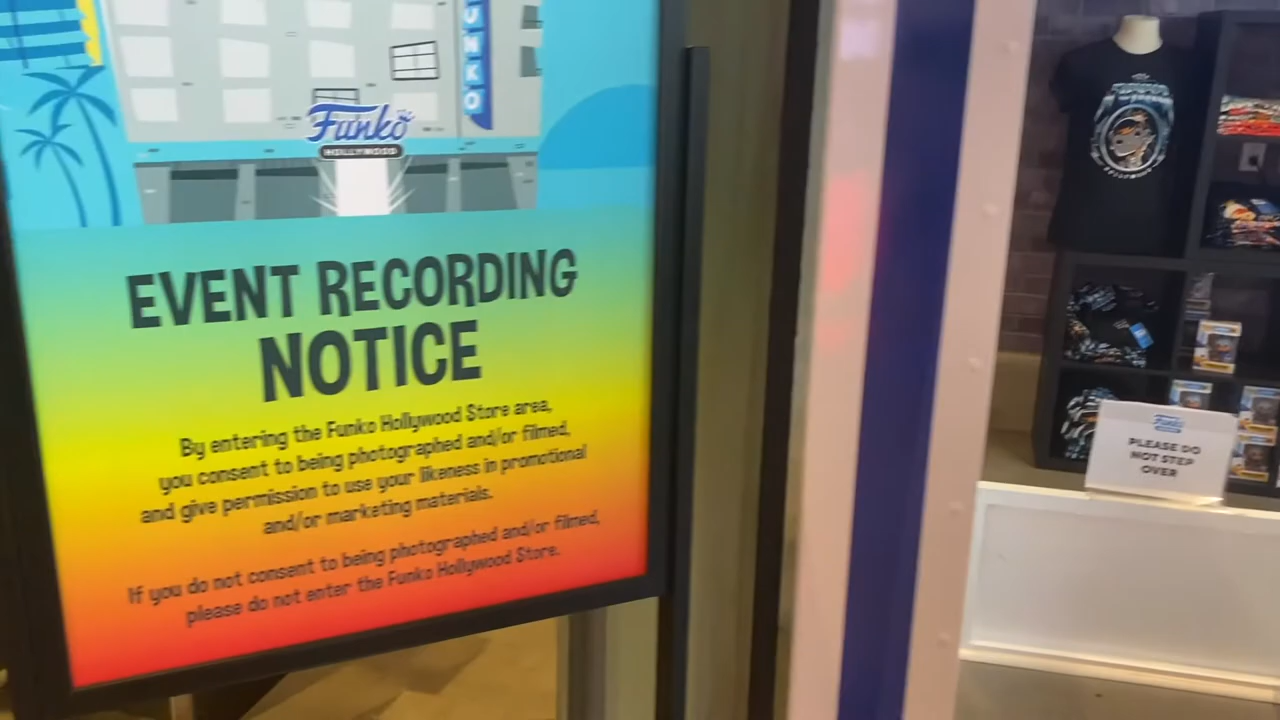 FUNKO
Funko
HOLLYWOOD
EVENT RECORDING
NOTICE
By entering the Funko Hollywood Store area,
you consent to being photographed and/or filmed,
and give permission to use your likeness in promotional
and/or marketing materials.
If you do not consent to being photographed and/or filmed,
please do not enter the Funko Hollywood Store.
Funko
PLEASE DO
NOT STEP
OVER